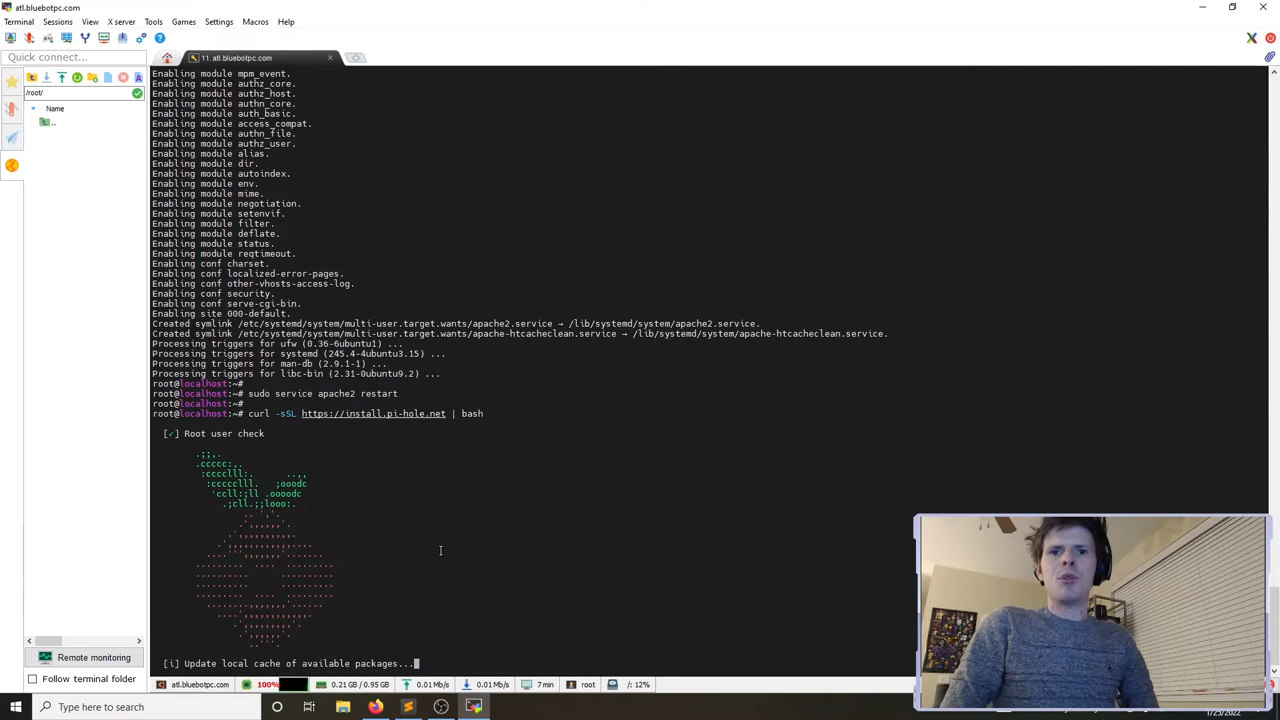 atl.bluebotpc.com
Terminal Sessions View X server Tools Games Settings Macros Help
Quick connect...
11. atl.bluebotpc.com
/root/
Name
..
Enabling module mpm_event.
Enabling module authz_core.
Enabling module authz_host.
Enabling module authn_core.
Enabling module auth_basic.
Enabling module access_compat.
Enabling module authn_file.
Enabling module authz_user.
Enabling module alias.
Enabling module dir.
Enabling module autoindex.
Enabling module env.
Enabling module mime.
Enabling module negotiation.
Enabling module setenvif.
Enabling module filter.
Enabling module deflate.
Enabling module status.
Enabling module reqtimeout.
Enabling conf charset.
Enabling conf localized-error-pages.
Enabling conf other-vhosts-access-log.
Enabling conf security.
Enabling conf serve-cgi-bin.
Enabling site 000-default.
Created symlink /etc/systemd/system/multi-user.target.wants/apache2.service → /lib/systemd/system/apache2.service.
Created symlink /etc/systemd/system/multi-user.target.wants/apache-htcacheclean.service → /lib/systemd/system/apache-htcacheclean.service.
Processing triggers for ufw (0.36-6ubuntu1) ...
Processing triggers for systemd (245.4-4ubuntu3.15) ...
Processing triggers for man-db (2.9.1-1) ...
Processing triggers for libc-bin (2.31-0ubuntu9.2) ...
root@localhost:~#
root@localhost:~# sudo service apache2 restart
root@localhost:~#
root@localhost:~# curl -sSL https://install.pi-hole.net | bash
[✓] Root user check
.;;,.
.ccccc:,.
:cccclll:. ..,,
:ccccclll. ;ooodc
'ccll:;ll .oooodc
.;cll.;;looo:.
[i] Update local cache of available packages...
Remote monitoring
Follow terminal folder
atl.bluebotpc.com 100% 0.21 GB / 0.95 GB 0.01 Mb/s 0.01 Mb/s 7 min root /: 12%
Type here to search
1/25/2022